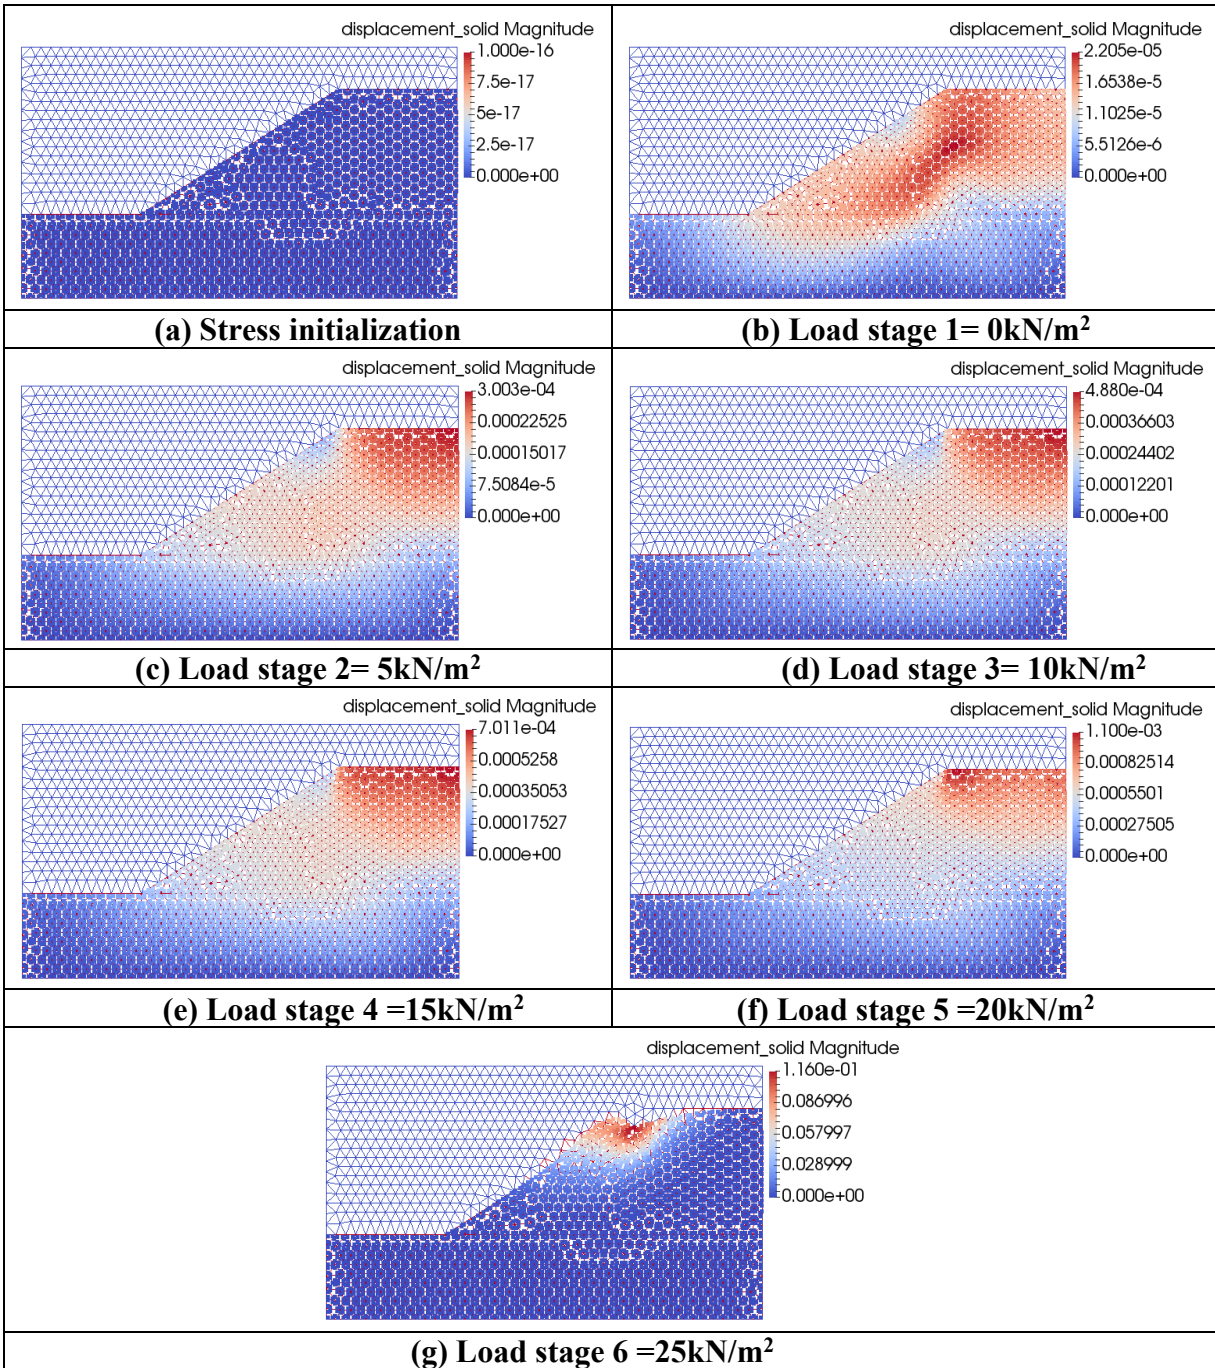 displacement_solid Magnitude
1.000e-16
7.5e-17
5e-17
2.5e-17
0.000e+00
(a) Stress initialization
displacement_solid Magnitude
2.205e-05
1.6538e-5
1.1025e-5
5.5126e-6
0.000e+00
(b) Load stage 1= 0kN/m²
displacement_solid Magnitude
3.003e-04
0.00022525
0.00015017
7.5084e-5
0.000e+00
(c) Load stage 2= 5kN/m²
displacement_solid Magnitude
4.880e-04
0.00036603
0.00024402
0.00012201
0.000e+00
(d) Load stage 3= 10kN/m²
displacement_solid Magnitude
7.011e-04
0.0005258
0.00035053
0.00017527
0.000e+00
(e) Load stage 4 =15kN/m²
displacement_solid Magnitude
1.100e-03
0.00082514
0.0005501
0.00027505
0.000e+00
(f) Load stage 5 =20kN/m²
displacement_solid Magnitude
1.160e-01
0.086996
0.057997
0.028999
0.000e+00
(g) Load stage 6 =25kN/m²